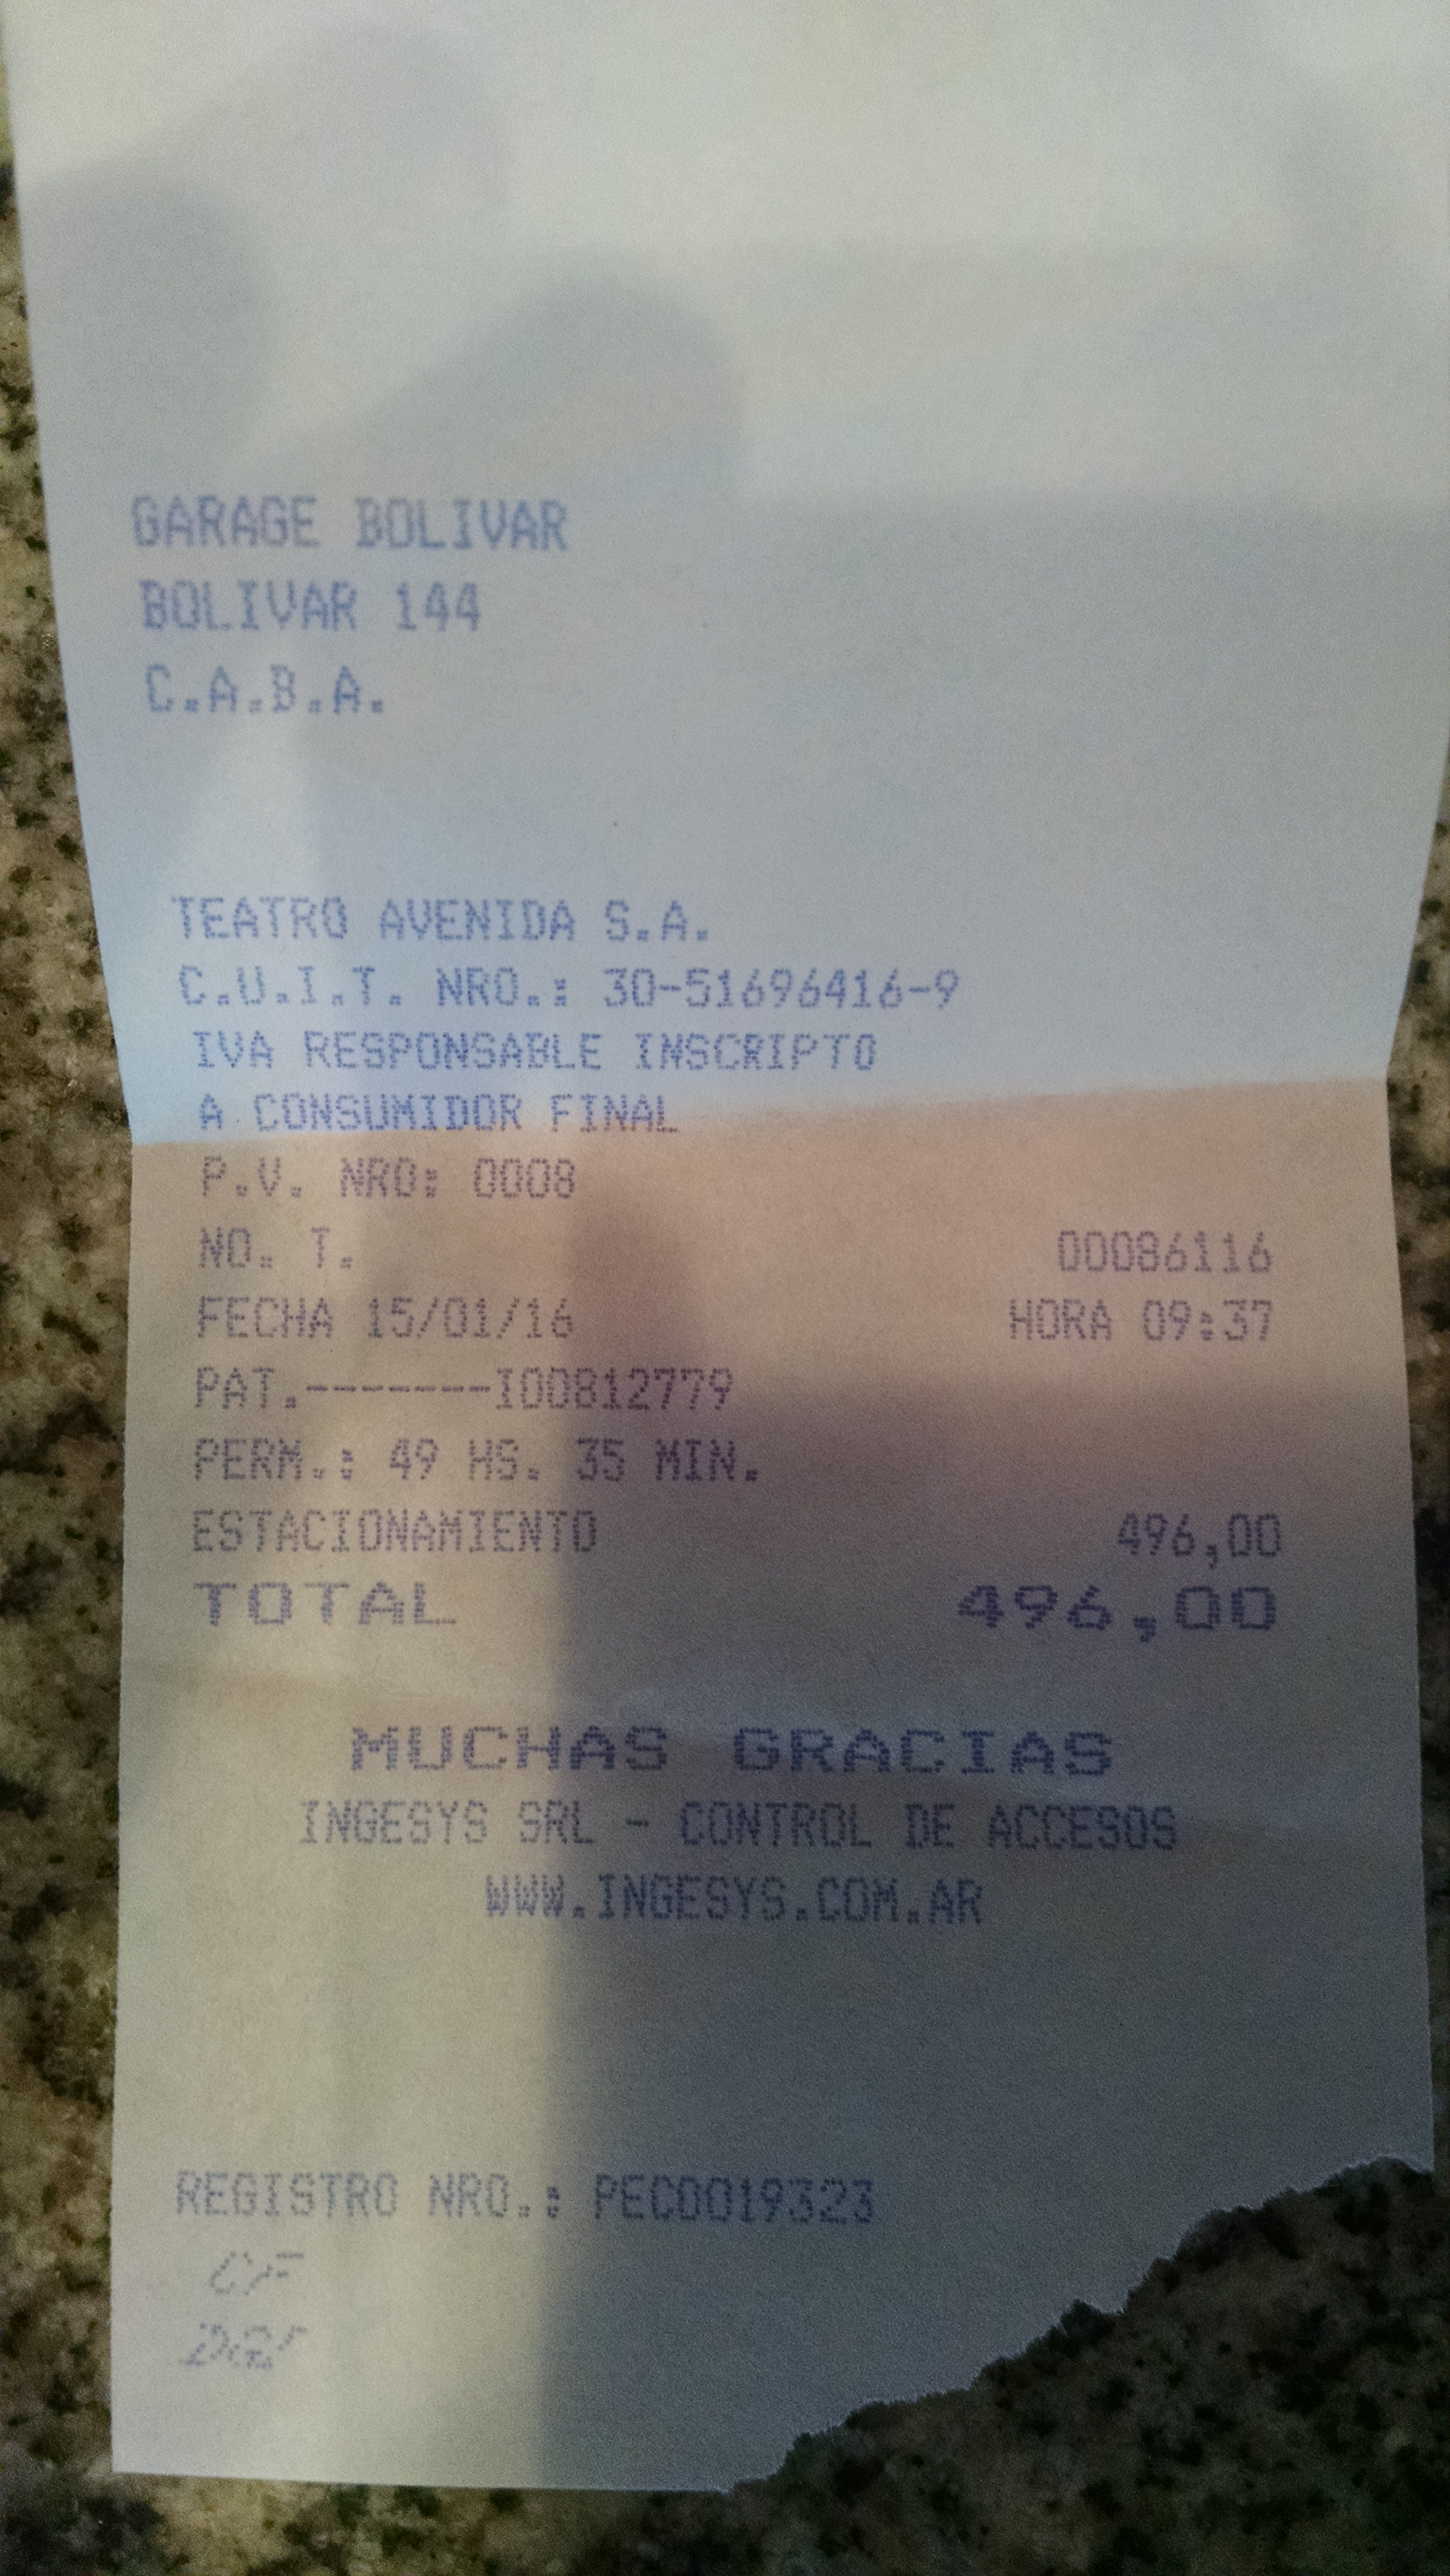 GARAGE BOLIVAR
BOLIVAR 144
C.A.B.A.
TEATRO AVENIDA S.A.
C.U.I.T. NRO.: 30-51696416-9
IVA RESPONSABLE INSCRIPTO
A CONSUMIDOR FINAL
P.V. NRO: 0008
NO. T. 00086116
FECHA 15/01/16 HORA 09:37
PAT.-------I00812779
PERM.: 49 HS. 35 MIN.
ESTACIONAMIENTO 496,00
TOTAL 496,00
MUCHAS GRACIAS
INGESYS SRL - CONTROL DE ACCESOS
WWW.INGESYS.COM.AR
REGISTRO NRO.: PEC0019323
CF
DGI